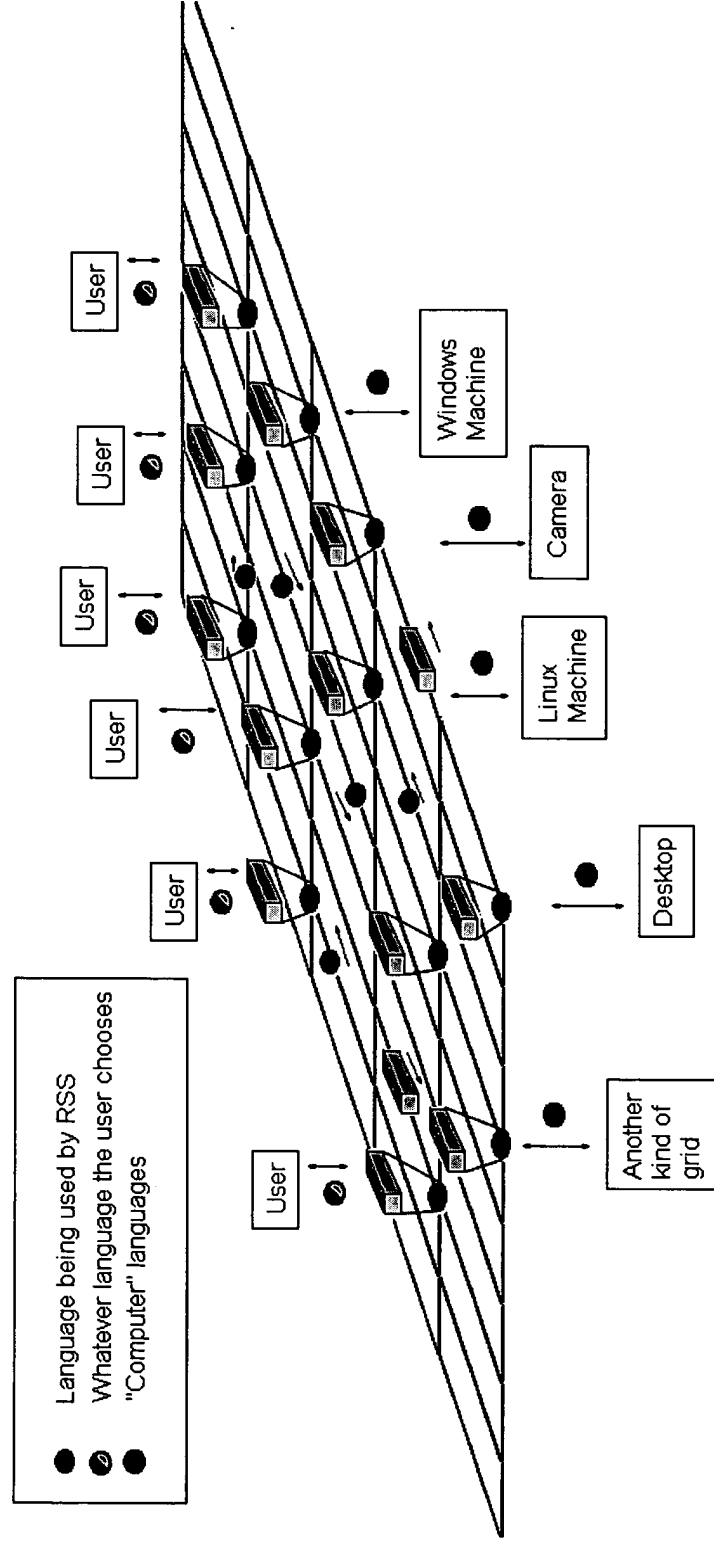 Language being used by RSS
Whatever language the user chooses
"Computer" languages
User
User
User
User
User
User
Another
kind of
grid
Desktop
Linux
Machine
Camera
Windows
Machine